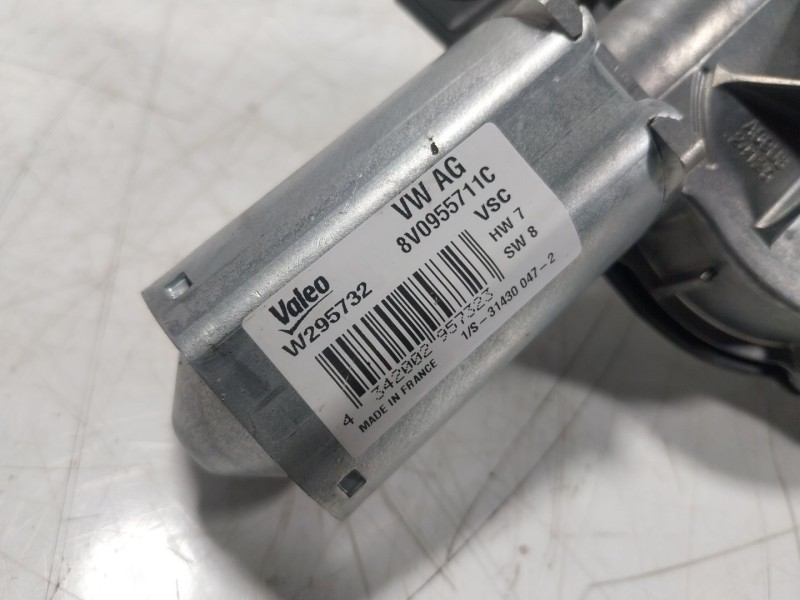 VW AG
8V0955711C
VSC
HW 7
SW 8
Valeo
W295732
4 342002 957323
1/S - 31430 047-2
MADE IN FRANCE